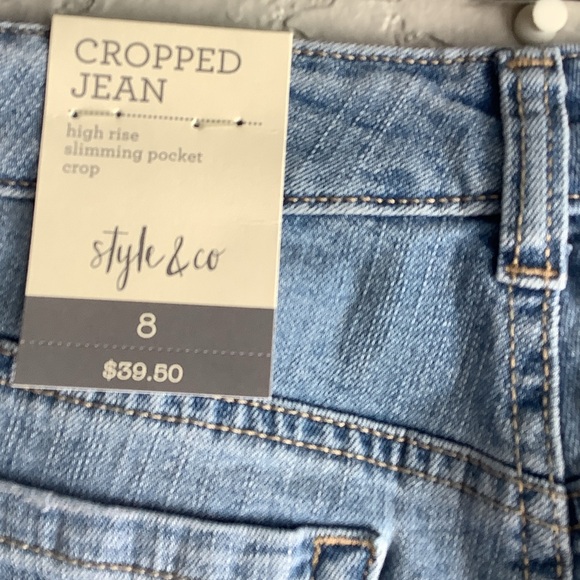 CROPPED
JEAN
high rise
slimming pocket
crop
style & co
8
$39.50